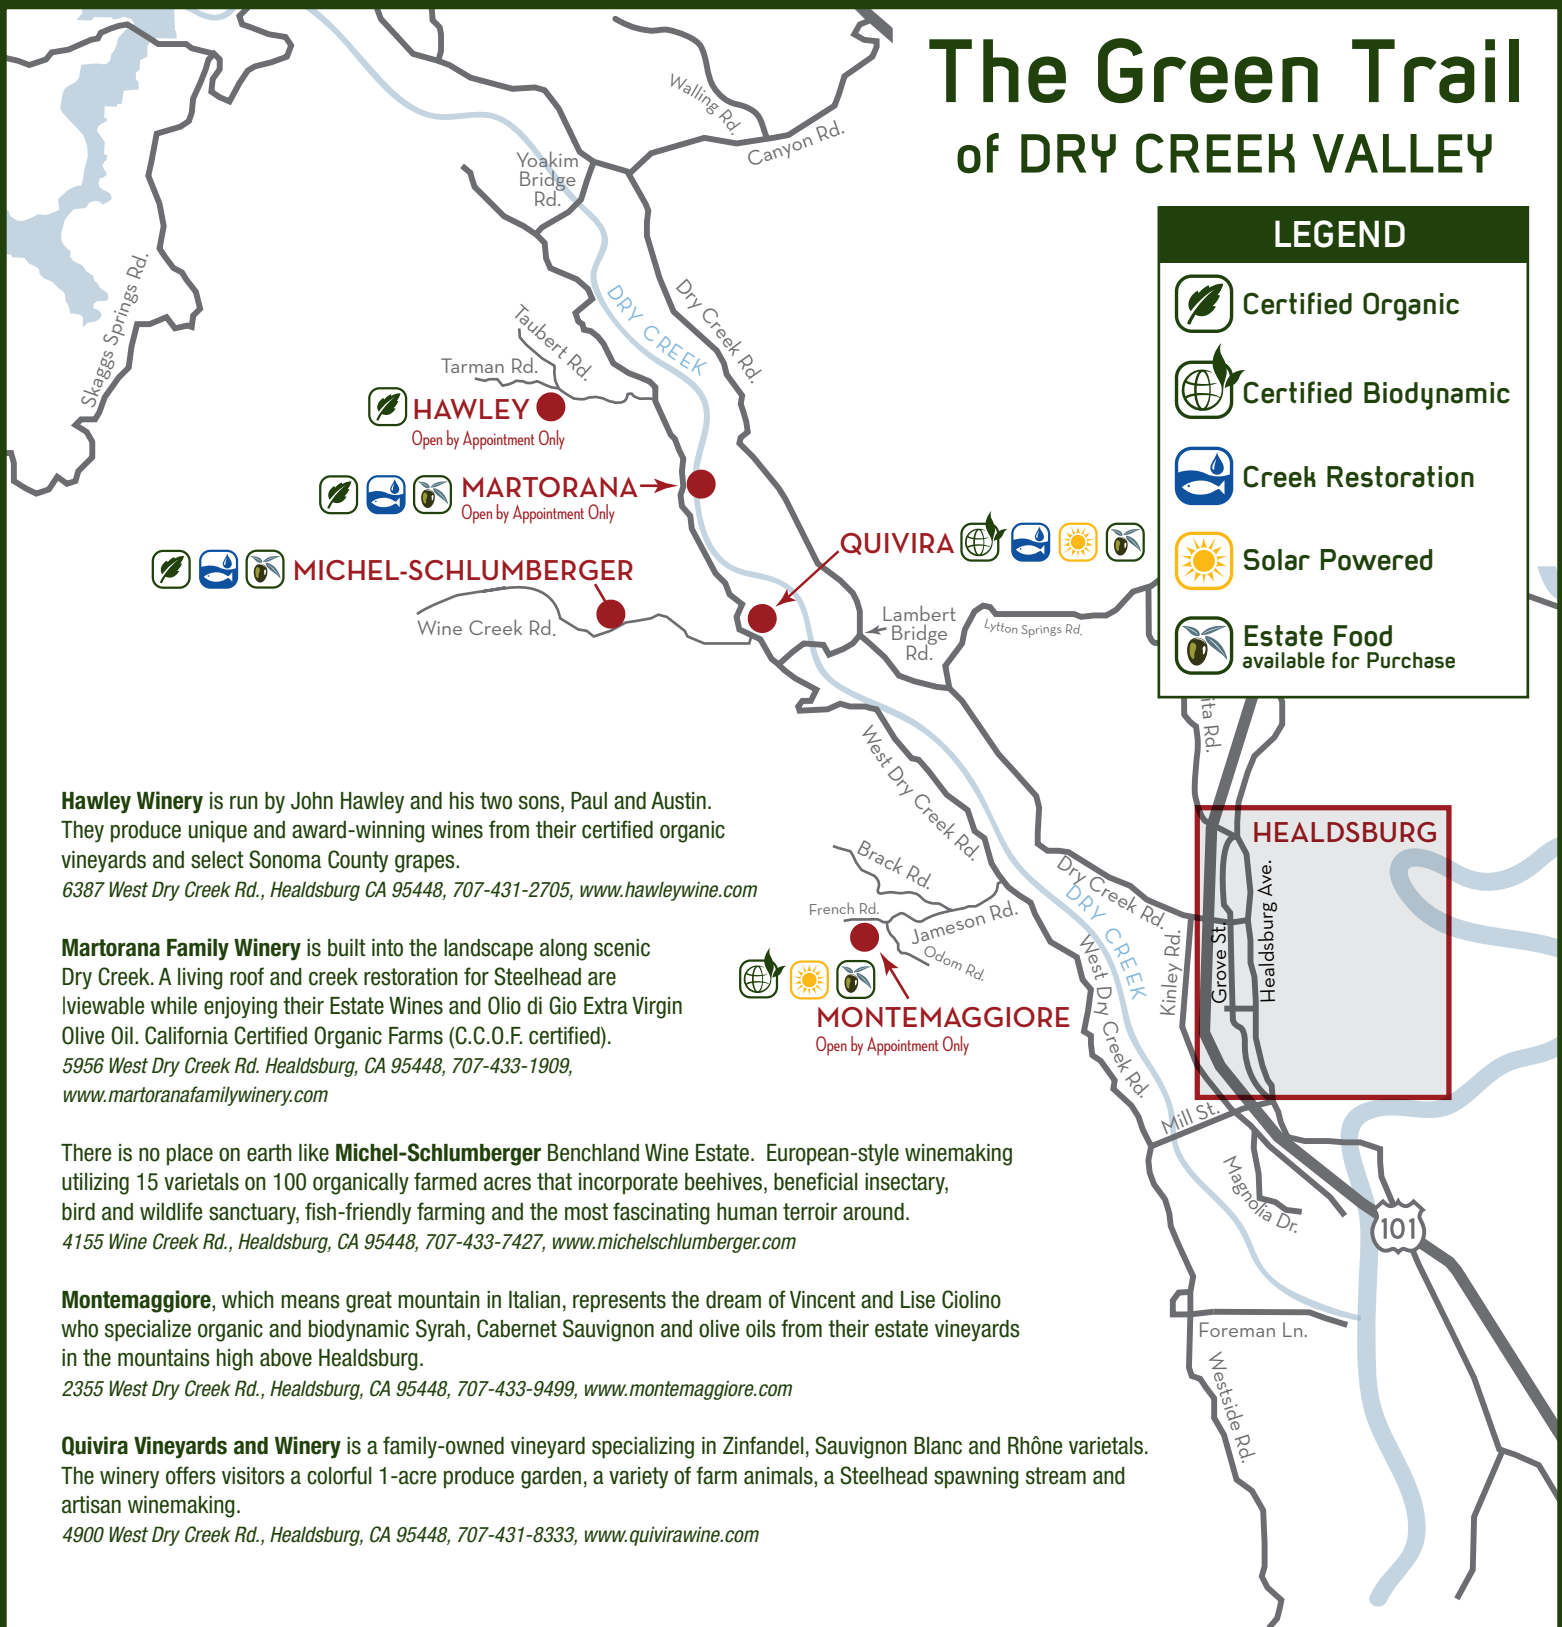 The Green Trail
of DRY CREEK VALLEY
LEGEND
Certified Organic
Certified Biodynamic
Creek Restoration
Solar Powered
Estate Food
available for Purchase
Walling Rd.
Canyon Rd.
Yoakim
Bridge
Rd.
Skaggs Springs Rd.
DRY CREEK
Dry Creek Rd.
Taubert Rd.
Tarman Rd.
HAWLEY
Open by Appointment Only
MARTORANA
Open by Appointment Only
QUIVIRA
MICHEL-SCHLUMBERGER
Wine Creek Rd.
Lambert
Bridge
Rd.
Lytton Springs Rd.
ita Rd.
West Dry Creek Rd.
HEALDSBURG
Brack Rd.
French Rd.
Jameson Rd.
Odom Rd.
Dry Creek Rd.
DRY CREEK
West Dry Creek Rd.
Kinley Rd.
Grove St.
Healdsburg Ave.
MONTEMAGGIORE
Open by Appointment Only
Mill St.
Magnolia Dr.
101
Foreman Ln.
Westside Rd.
Hawley Winery is run by John Hawley and his two sons, Paul and Austin.
They produce unique and award-winning wines from their certified organic
vineyards and select Sonoma County grapes.
6387 West Dry Creek Rd., Healdsburg CA 95448, 707-431-2705, www.hawleywine.com
Martorana Family Winery is built into the landscape along scenic
Dry Creek. A living roof and creek restoration for Steelhead are
lviewable while enjoying their Estate Wines and Olio di Gio Extra Virgin
Olive Oil. California Certified Organic Farms (C.C.O.F. certified).
5956 West Dry Creek Rd. Healdsburg, CA 95448, 707-433-1909,
www.martoranafamilywinery.com
There is no place on earth like Michel-Schlumberger Benchland Wine Estate. European-style winemaking
utilizing 15 varietals on 100 organically farmed acres that incorporate beehives, beneficial insectary,
bird and wildlife sanctuary, fish-friendly farming and the most fascinating human terroir around.
4155 Wine Creek Rd., Healdsburg, CA 95448, 707-433-7427, www.michelschlumberger.com
Montemaggiore, which means great mountain in Italian, represents the dream of Vincent and Lise Ciolino
who specialize organic and biodynamic Syrah, Cabernet Sauvignon and olive oils from their estate vineyards
in the mountains high above Healdsburg.
2355 West Dry Creek Rd., Healdsburg, CA 95448, 707-433-9499, www.montemaggiore.com
Quivira Vineyards and Winery is a family-owned vineyard specializing in Zinfandel, Sauvignon Blanc and Rhône varietals.
The winery offers visitors a colorful 1-acre produce garden, a variety of farm animals, a Steelhead spawning stream and
artisan winemaking.
4900 West Dry Creek Rd., Healdsburg, CA 95448, 707-431-8333, www.quivirawine.com